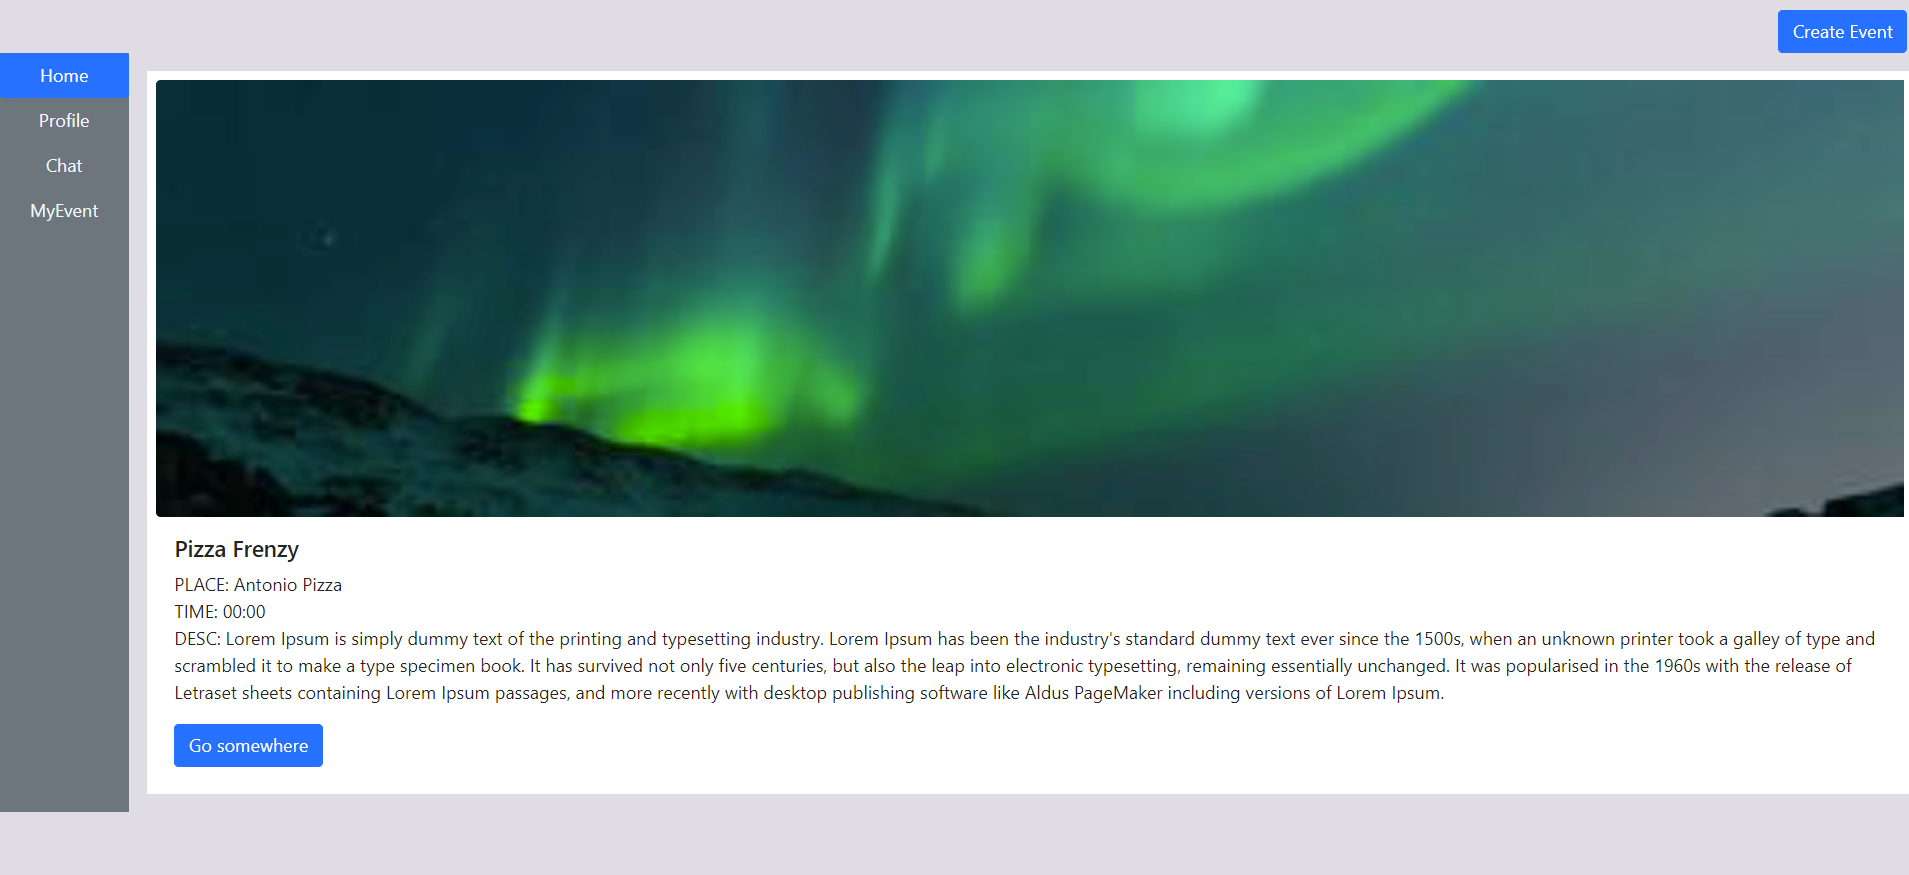 Create Event
Home
Profile
Chat
MyEvent
Pizza Frenzy
PLACE: Antonio Pizza
TIME: 00:00
DESC: Lorem Ipsum is simply dummy text of the printing and typesetting industry. Lorem Ipsum has been the industry's standard dummy text ever since the 1500s, when an unknown printer took a galley of type and
scrambled it to make a type specimen book. It has survived not only five centuries, but also the leap into electronic typesetting, remaining essentially unchanged. It was popularised in the 1960s with the release of
Letraset sheets containing Lorem Ipsum passages, and more recently with desktop publishing software like Aldus PageMaker including versions of Lorem Ipsum.
Go somewhere